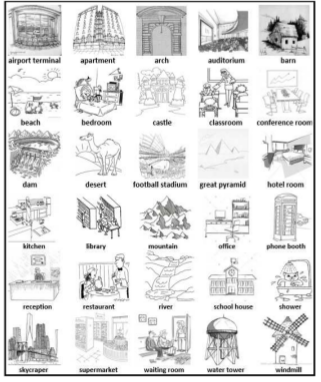 airport terminal apartment arch auditorium barn
beach bedroom castle classroom conference room
dam desert football stadium great pyramid hotel room
kitchen library mountain office phone booth
reception restaurant river school house shower
skycraper supermarket waiting room water tower windmill